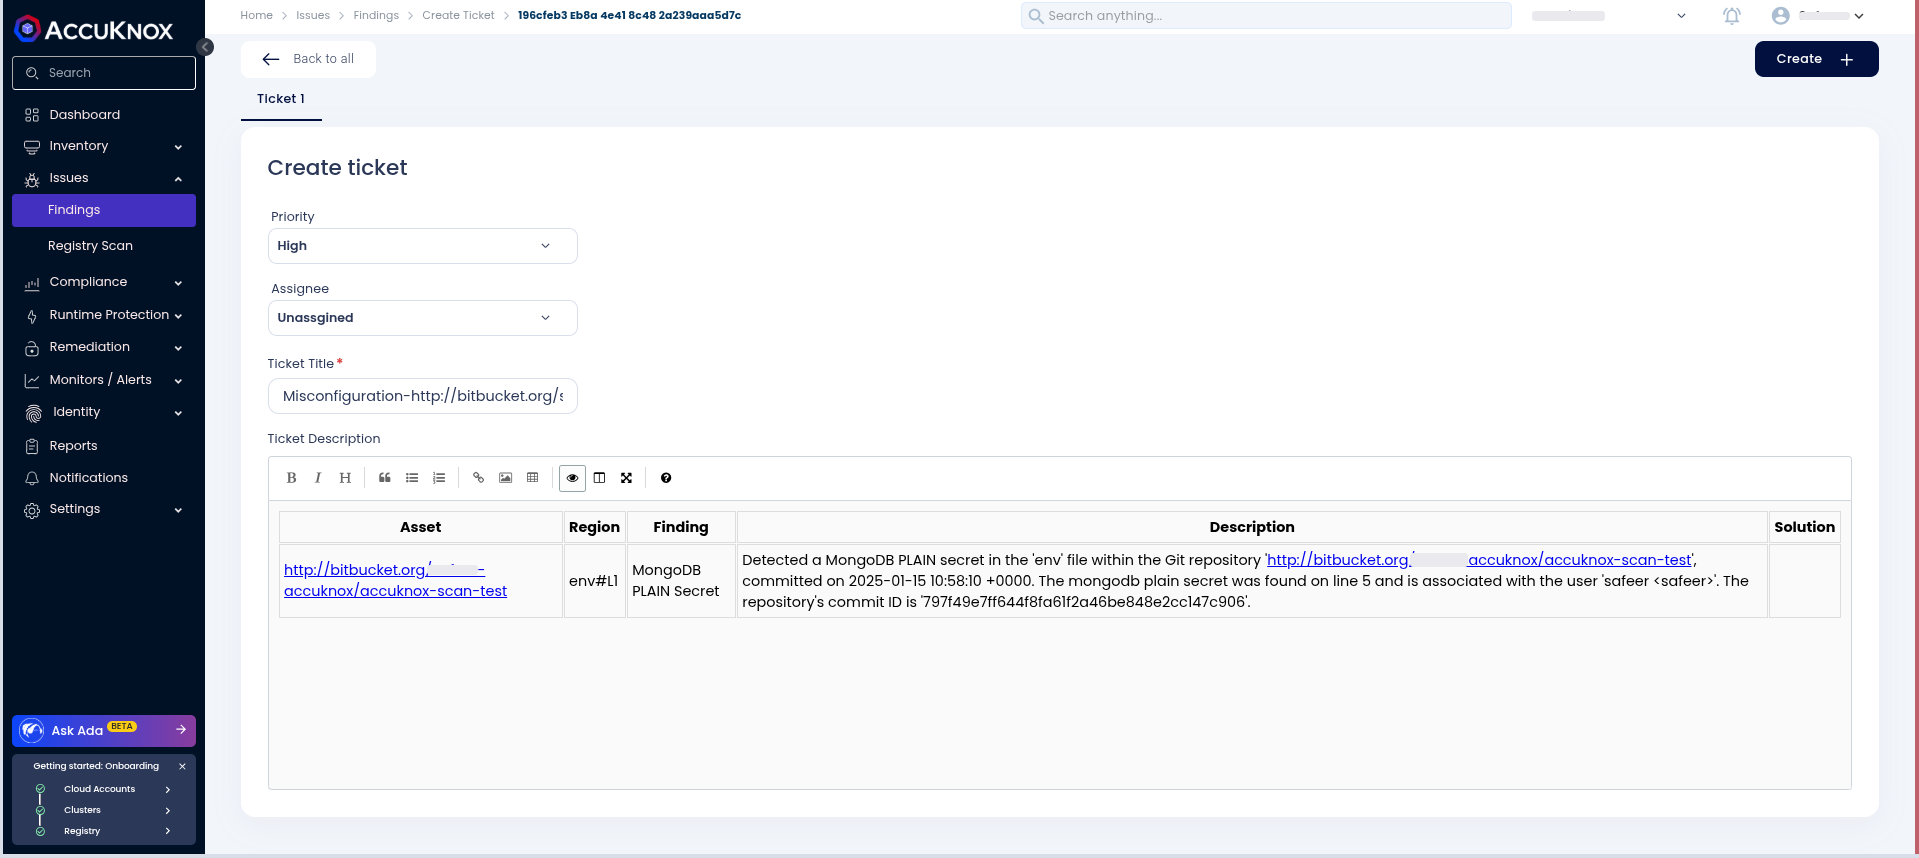 Home > Issues > Findings > Create Ticket > 196cfeb3 Eb8a 4e41 8c48 2a239aaa5d7c
Search anything...
ACCUKNOX
Search
Dashboard
Inventory
Issues
Findings
Registry Scan
Compliance
Runtime Protection
Remediation
Monitors / Alerts
Identity
Reports
Notifications
Settings
Ask Ada BETA
Getting started: Onboarding
Cloud Accounts
Clusters
Registry
Back to all
Create
Ticket 1
Create ticket
Priority
High
Assignee
Unassgined
Ticket Title*
Misconfiguration-http://bitbucket.org/s
Ticket Description
B I H
Asset Region Finding Description Solution
http://bitbucket.org/
-
accuknox/accuknox-scan-test
env#L1
MongoDB
PLAIN Secret
Detected a MongoDB PLAIN secret in the 'env' file within the Git repository 'http://bitbucket.org/ accuknox/accuknox-scan-test',
committed on 2025-01-15 10:58:10 +0000. The mongodb plain secret was found on line 5 and is associated with the user 'safeer <safeer>'. The
repository's commit ID is '797f49e7ff644f8fa61f2a46be848e2cc147c906'.